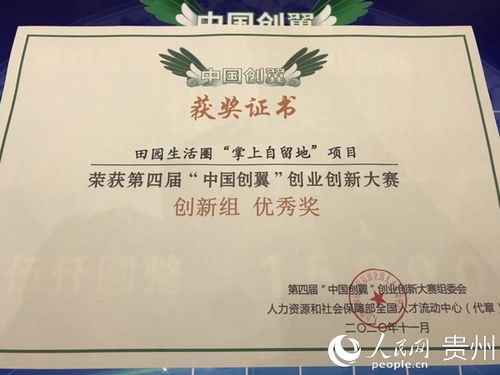 中国创翼
获奖证书
田园生活圈“掌上自留地”项目
荣获第四届“中国创翼”创业创新大赛
创新组 优秀奖
第四届“中国创翼”创业创新大赛组委会
人力资源和社会保障部全国人才流动中心（代章）
二〇二〇年十一月
人民网 贵州
people.cn